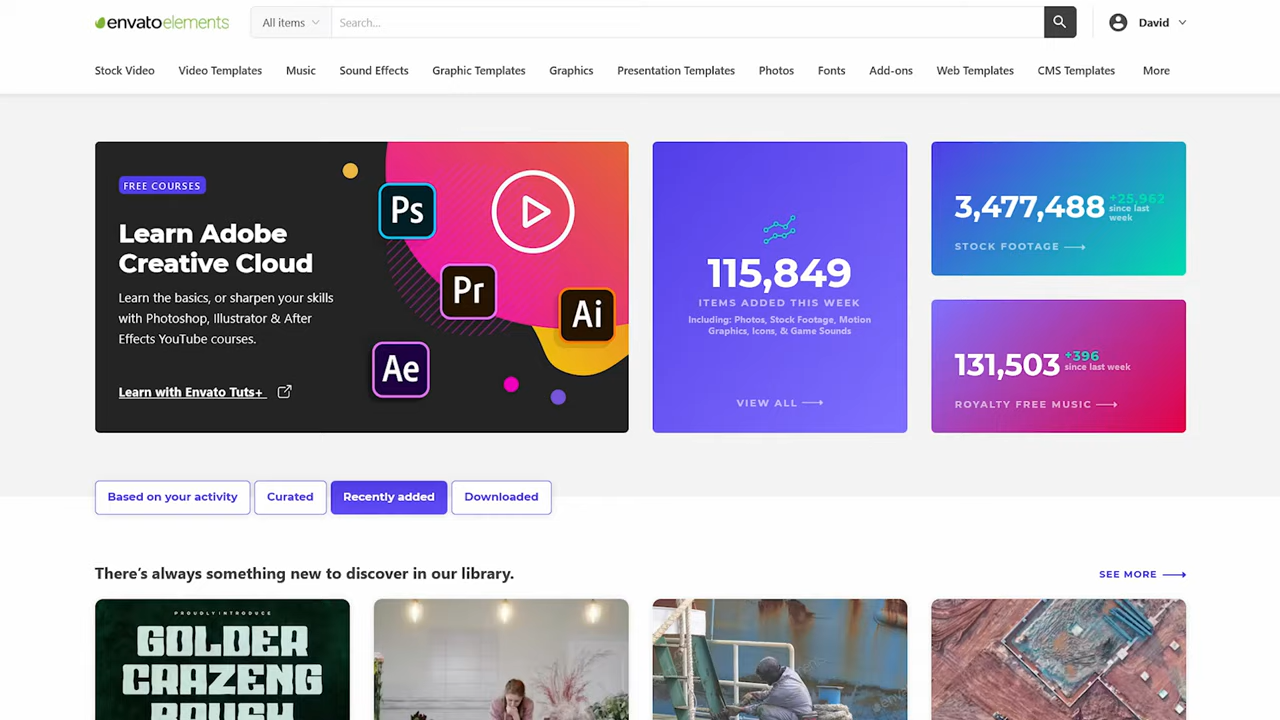 envatoelements
All items
Search...
David
Stock Video
Video Templates
Music
Sound Effects
Graphic Templates
Graphics
Presentation Templates
Photos
Fonts
Add-ons
Web Templates
CMS Templates
More
FREE COURSES
Learn Adobe
Creative Cloud
Learn the basics, or sharpen your skills
with Photoshop, Illustrator & After
Effects YouTube courses.
Learn with Envato Tuts+
Ps
Pr
Ai
Ae
115,849
ITEMS ADDED THIS WEEK
Including: Photos, Stock Footage, Motion
Graphics, Icons, & Game Sounds
VIEW ALL
3,477,488
+25,962
since last
week
STOCK FOOTAGE
131,503
+396
since last week
ROYALTY FREE MUSIC
Based on your activity
Curated
Recently added
Downloaded
There's always something new to discover in our library.
SEE MORE
PROUDLY INTRODUCE
GOLDER
CRAZENG
ROUGH